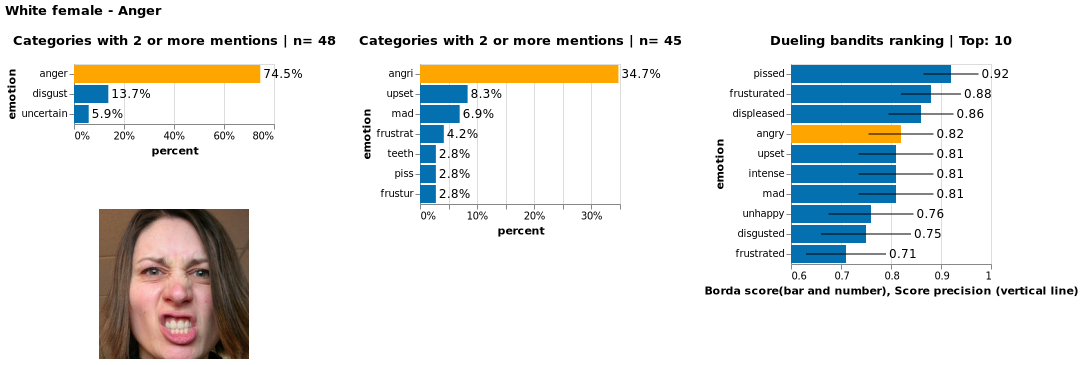 White female - Anger
Categories with 2 or more mentions | n= 48
emotion
anger 74.5%
disgust 13.7%
uncertain 5.9%
0% 20% 40% 60% 80%
percent
Categories with 2 or more mentions | n= 45
emotion
angri 34.7%
upset 8.3%
mad 6.9%
frustrat 4.2%
teeth 2.8%
piss 2.8%
frustur 2.8%
0% 10% 20% 30%
percent
Dueling bandits ranking | Top: 10
emotion
pissed 0.92
frusturated 0.88
displeased 0.86
angry 0.82
upset 0.81
intense 0.81
mad 0.81
unhappy 0.76
disgusted 0.75
frustrated 0.71
0.6 0.7 0.8 0.9 1
Borda score(bar and number), Score precision (vertical line)